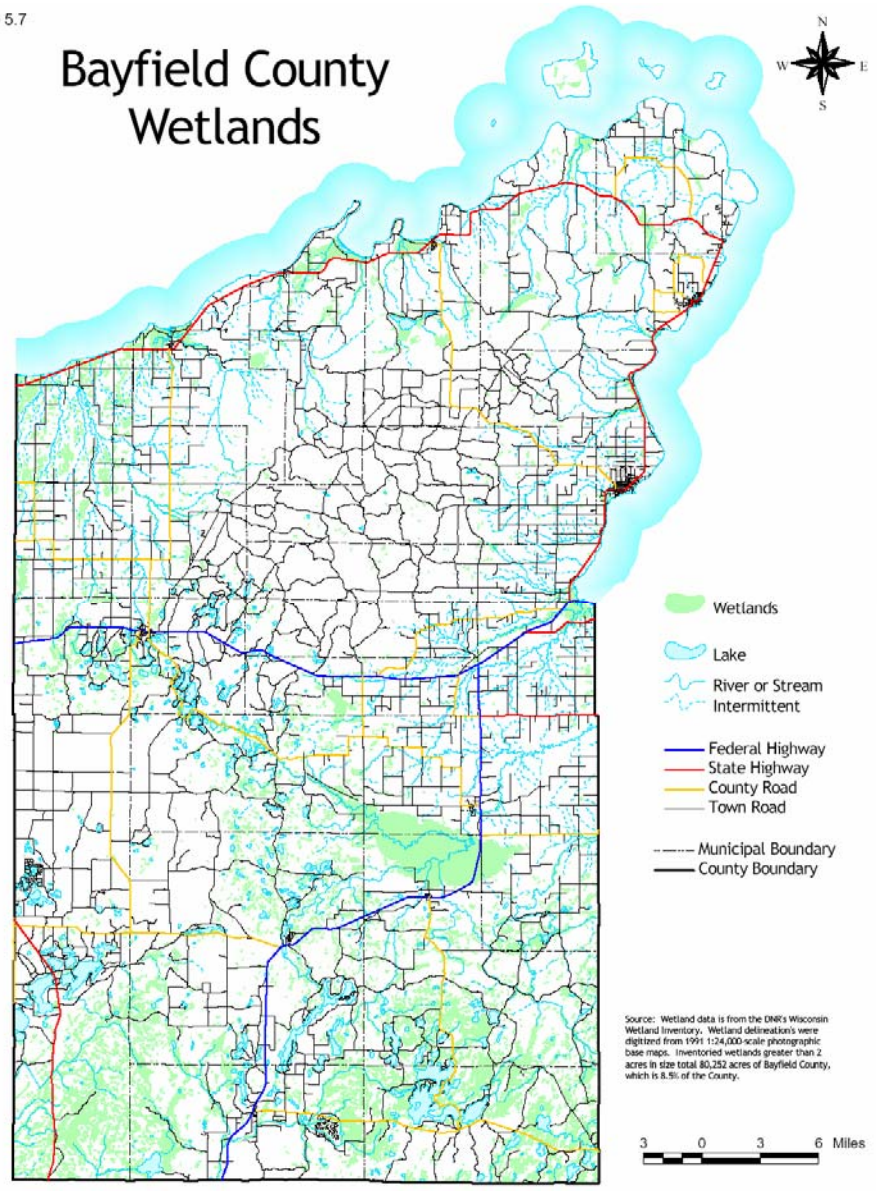 5.7
Bayfield County
Wetlands
N
W E
S
Wetlands
Lake
River or Stream
Intermittent
Federal Highway
State Highway
County Road
Town Road
Municipal Boundary
County Boundary
Source: Wetland data is from the DNR's Wisconsin
Wetland Inventory. Wetland delineation's were
digitized from 1991 1:24,000-scale photographic
base maps. Inventoried wetlands greater than 2
acres in size total 80,252 acres of Bayfield County,
which is 8.5% of the County.
3 0 3 6 Miles